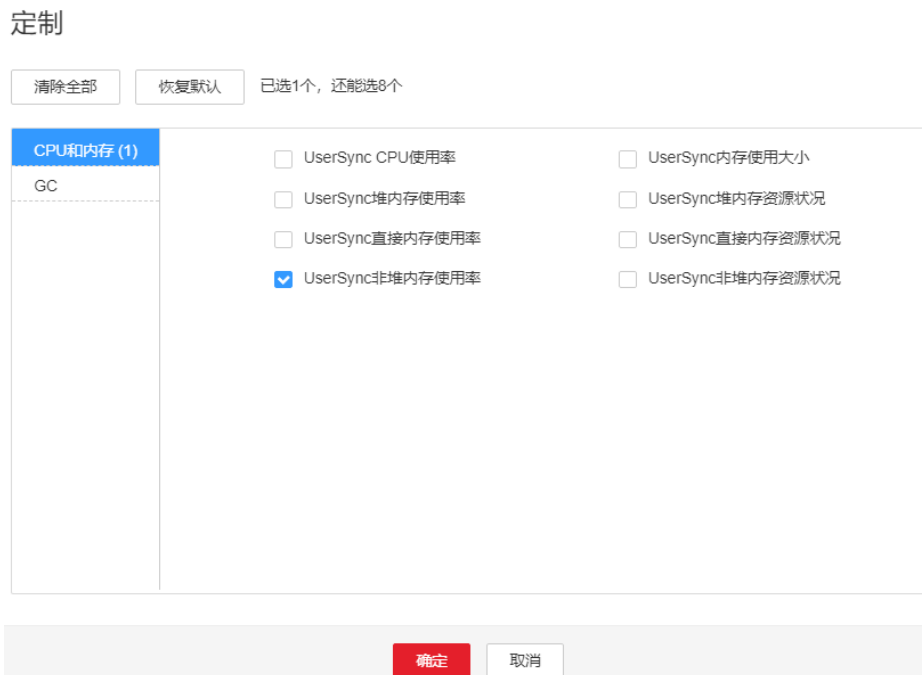 定制
清除全部 恢复默认 已选1个，还能选8个
CPU和内存 (1)
GC
UserSync CPU使用率 UserSync内存使用大小
UserSync堆内存使用率 UserSync堆内存资源状况
UserSync直接内存使用率 UserSync直接内存资源状况
UserSync非堆内存使用率 UserSync非堆内存资源状况
确定 取消